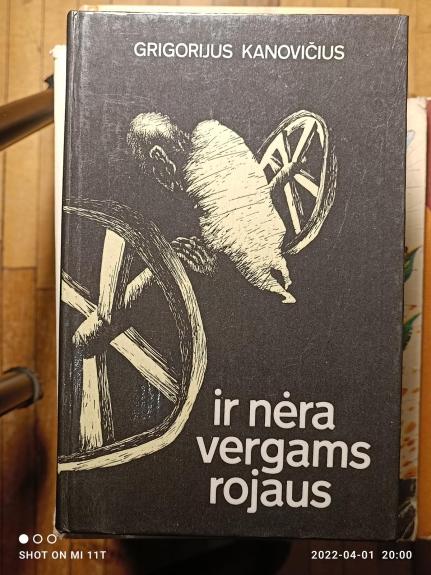 GRIGORIJUS KANOVIČIUS
ir nėra
vergams
rojaus
SHOT ON MI 11T
2022-04-01 20:00